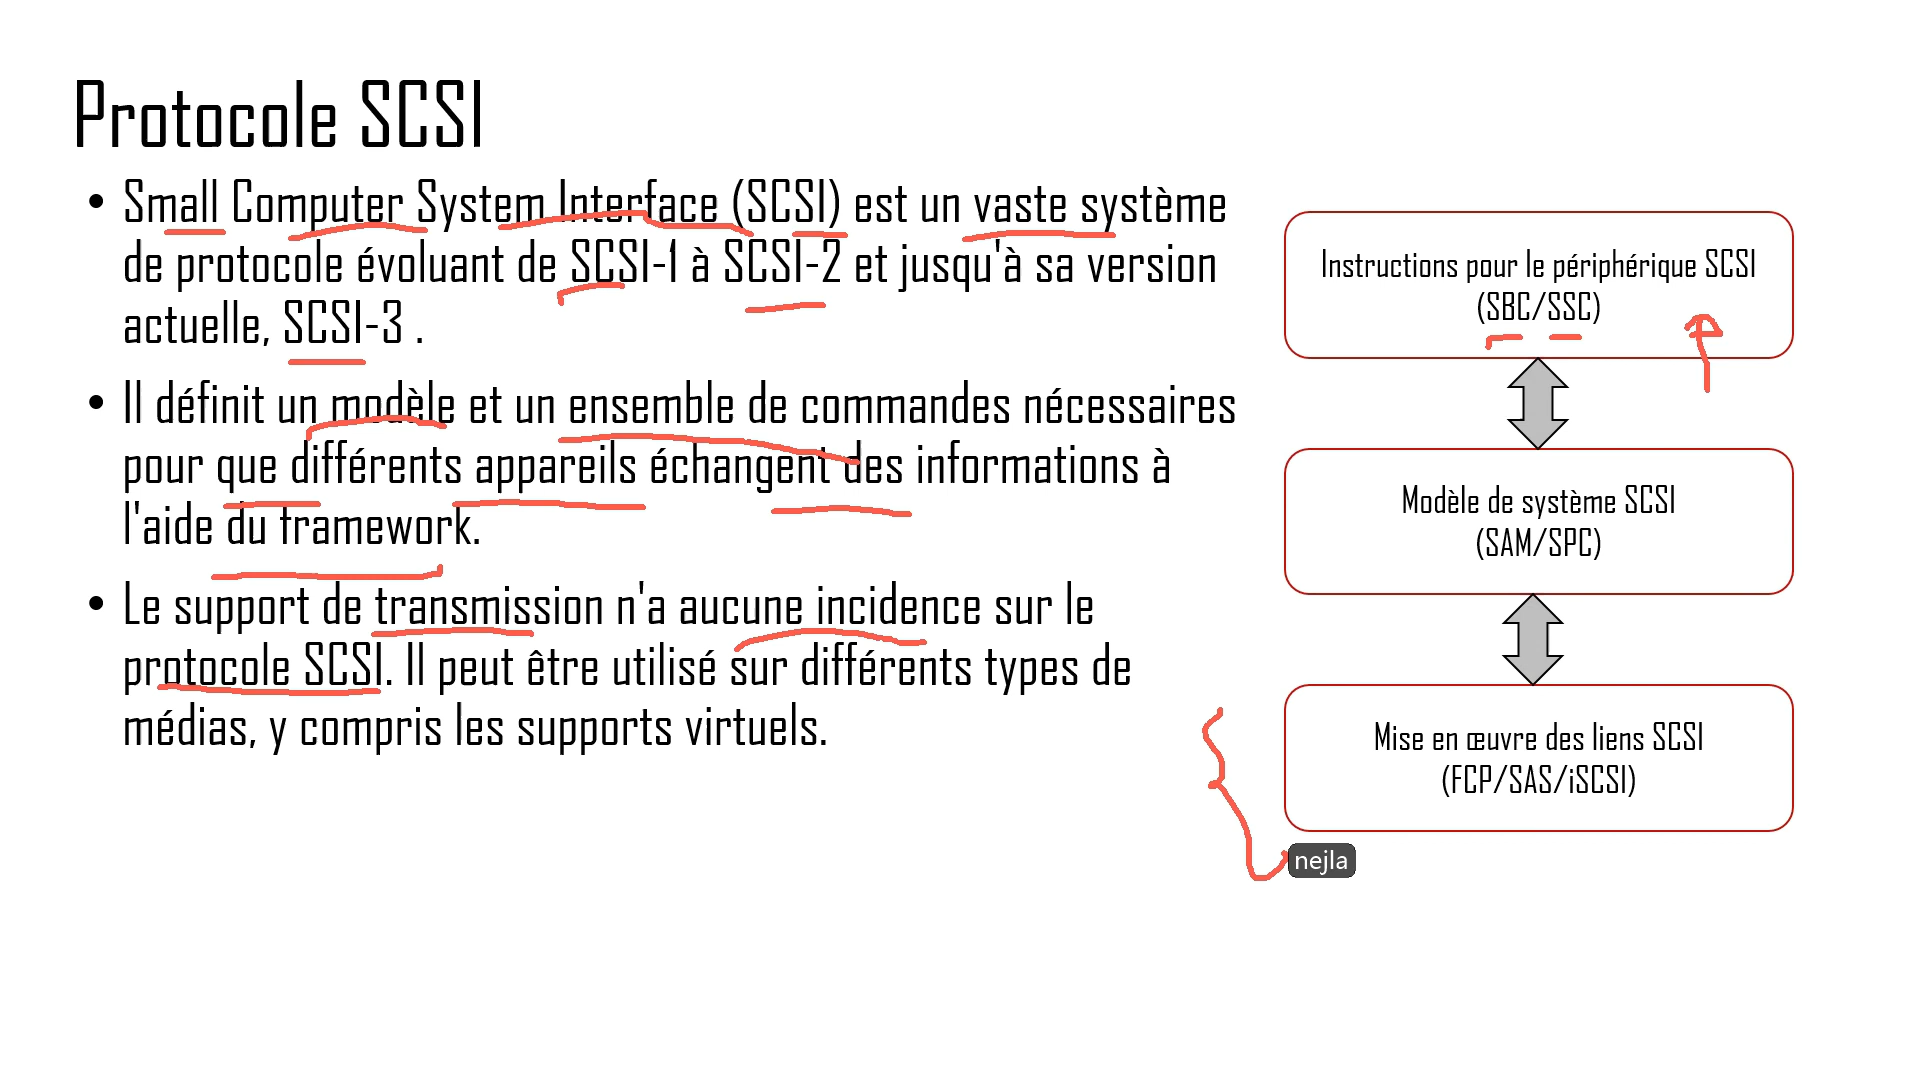 Protocole SCSI
• Small Computer System Interface (SCSI) est un vaste système
de protocole évoluant de SCSI-1 à SCSI-2 et jusqu'à sa version
actuelle, SCSI-3 .
• Il définit un modèle et un ensemble de commandes nécessaires
pour que différents appareils échangent des informations à
l'aide du framework.
• Le support de transmission n'a aucune incidence sur le
protocole SCSI. Il peut être utilisé sur différents types de
médias, y compris les supports virtuels.
Instructions pour le périphérique SCSI
(SBC/SSC)
Modèle de système SCSI
(SAM/SPC)
Mise en œuvre des liens SCSI
(FCP/SAS/iSCSI)
nejla